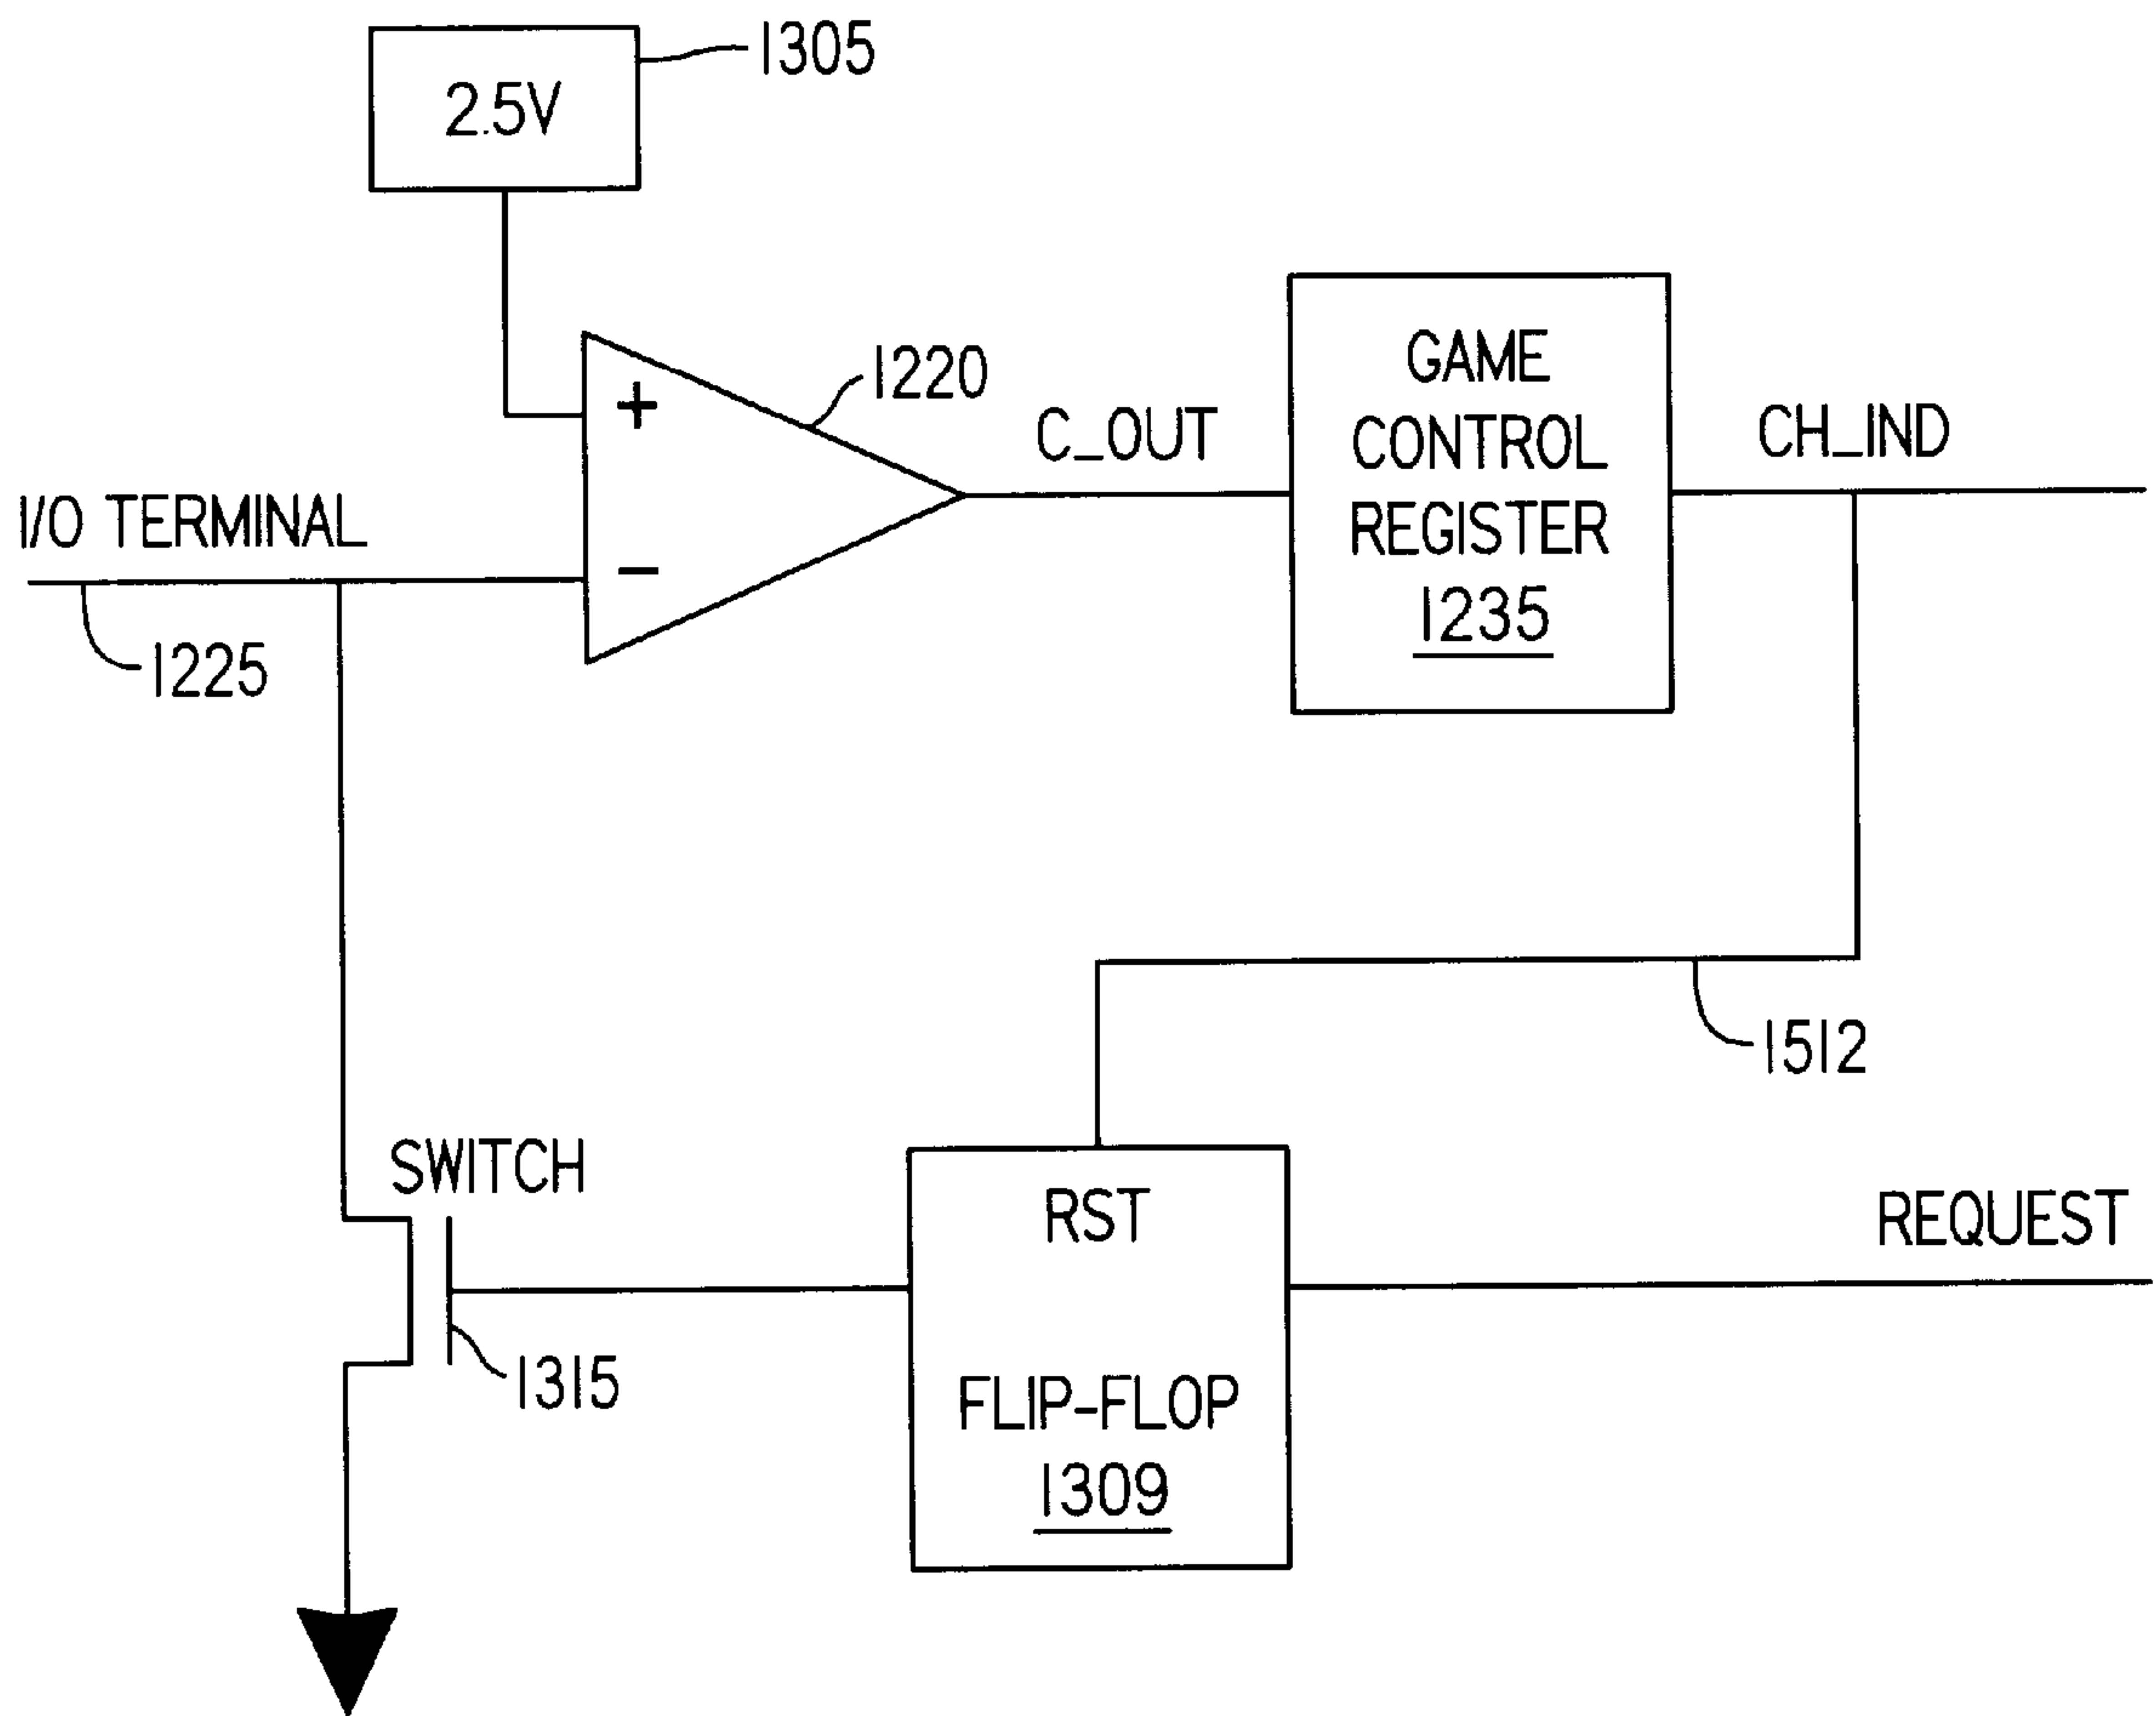 1305
2.5V
1220
GAME
CONTROL
REGISTER
1235
C_OUT
CH_IND
I/O TERMINAL
1225
1512
SWITCH
RST
REQUEST
1315
FLIP-FLOP
1309
+
-